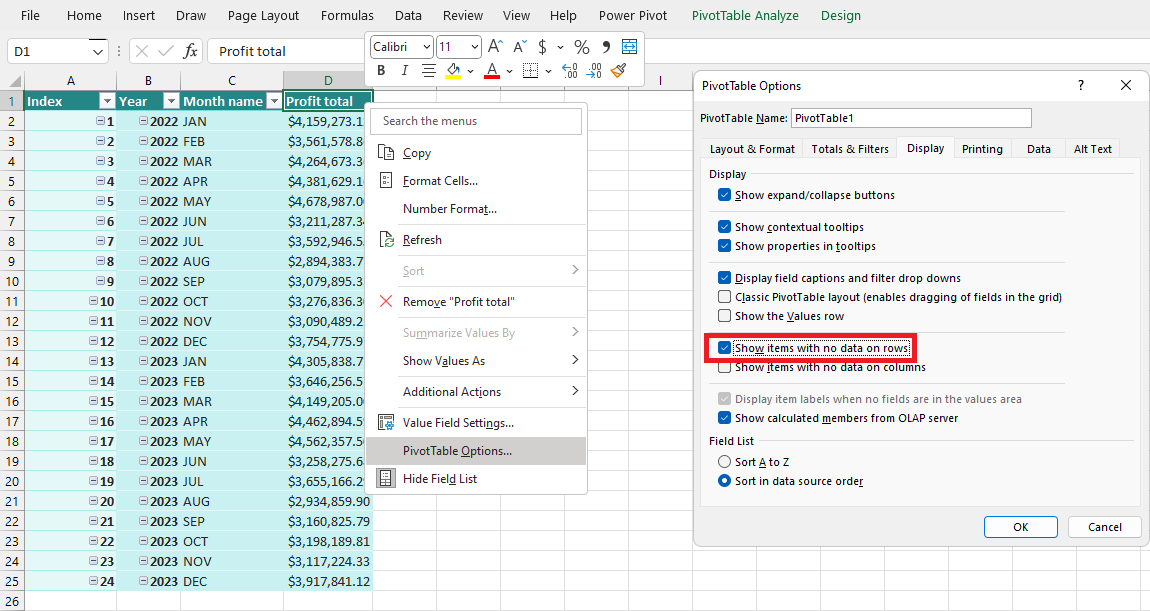 File Home Insert Draw Page Layout Formulas Data Review View Help Power Pivot PivotTable Analyze Design
D1 fx Profit total
Calibri 11 A A $ % 9
B I A .00 .00
A B C D I
1 Index Year Month name Profit total
2 1 2022 JAN $4,159,273.1
3 2 2022 FEB $3,561,578.8
4 3 2022 MAR $4,264,673.3
5 4 2022 APR $4,381,629.1
6 5 2022 MAY $4,678,987.0
7 6 2022 JUN $3,211,287.3
8 7 2022 JUL $3,592,946.5
9 8 2022 AUG $2,894,383.7
10 9 2022 SEP $3,079,895.3
11 10 2022 OCT $3,276,836.3
12 11 2022 NOV $3,090,489.2
13 12 2022 DEC $3,754,775.9
14 13 2023 JAN $4,305,838.7
15 14 2023 FEB $3,646,256.5
16 15 2023 MAR $4,149,205.0
17 16 2023 APR $4,462,894.5
18 17 2023 MAY $4,562,357.5
19 18 2023 JUN $3,258,275.6
20 19 2023 JUL $3,655,166.2
21 20 2023 AUG $2,934,859.90
22 21 2023 SEP $3,160,825.79
23 22 2023 OCT $3,198,189.81
24 23 2023 NOV $3,117,224.33
25 24 2023 DEC $3,917,841.12
26
Search the menus
Copy
Format Cells...
Number Format...
Refresh
Sort
Remove "Profit total"
Summarize Values By
Show Values As
Additional Actions
Value Field Settings...
PivotTable Options...
Hide Field List
PivotTable Options ?
PivotTable Name: PivotTable1
Layout & Format Totals & Filters Display Printing Data Alt Text
Display
Show expand/collapse buttons
Show contextual tooltips
Show properties in tooltips
Display field captions and filter drop downs
Classic PivotTable layout (enables dragging of fields in the grid)
Show the Values row
Show items with no data on rows
Show items with no data on columns
Display item labels when no fields are in the values area
Show calculated members from OLAP server
Field List
Sort A to Z
Sort in data source order
OK Cancel